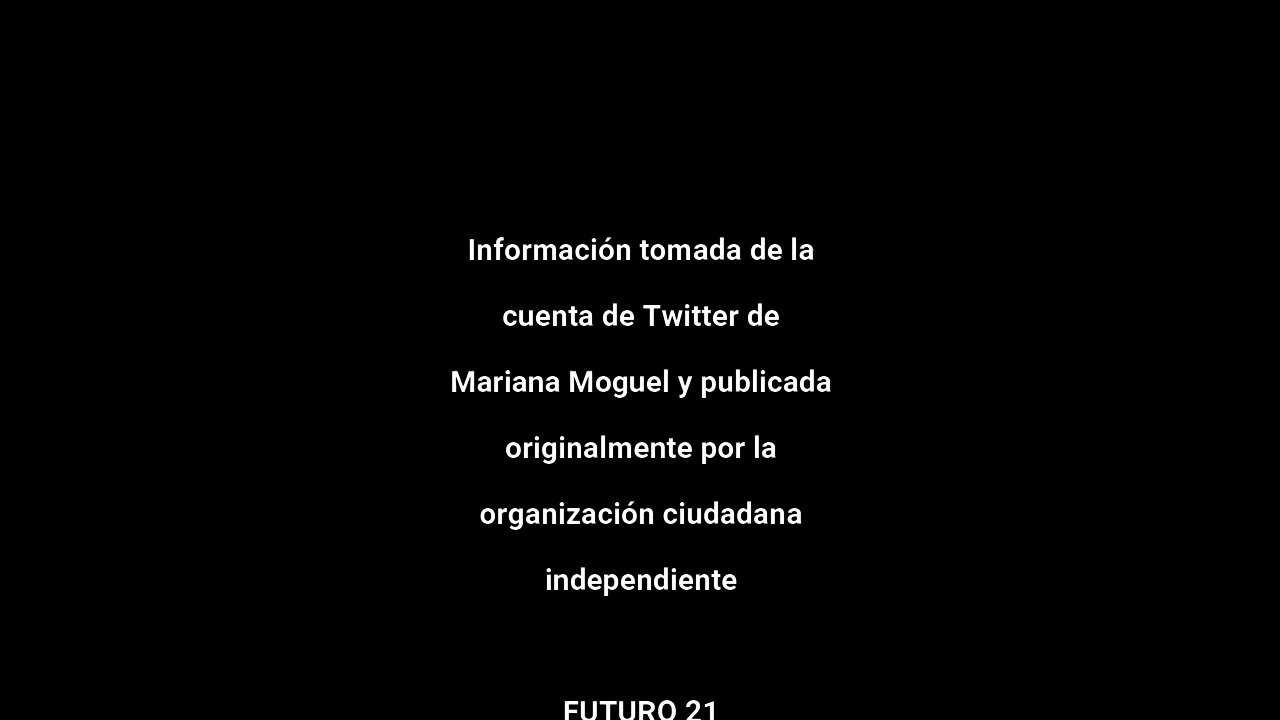 Información tomada de la
cuenta de Twitter de
Mariana Moguel y publicada
originalmente por la
organización ciudadana
independiente
FUTURO 21